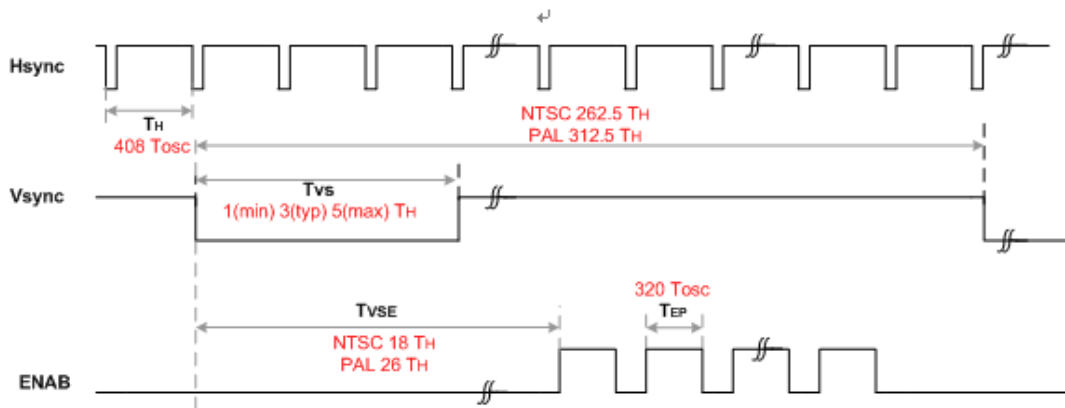 ↵
Hsync
TH
408 Tosc
NTSC 262.5 TH
PAL 312.5 TH
Vsync
TVS
1(min) 3(typ) 5(max) TH
320 Tosc
TEP
TVSE
NTSC 18 TH
PAL 26 TH
ENAB